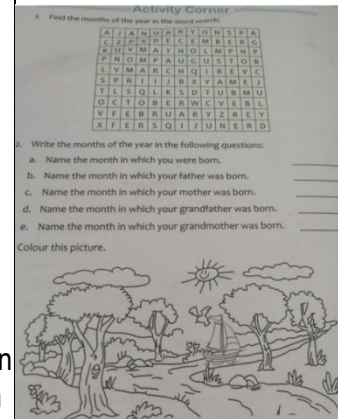 Activity Corner
1. Find the months of the year in the word search.
A J A N U A R Y O N S P A
C Z P X D E C E M B E R G
K U V M A Y H O L M P N P
P N O M P A U G U S T O B
L V M A R C H Q I R E V C
S P R I I J B X Y A M E J
T L S Q L K S D T U B M U
O C T O B E R W C V E B L
V F E B R U A R Y Z R E Y
X F E R S Q I J U N E R D
2. Write the months of the year in the following questions:
a. Name the month in which you were born.
b. Name the month in which your father was born.
c. Name the month in which your mother was born.
d. Name the month in which your grandfather was born.
e. Name the month in which your grandmother was born.
Colour this picture.